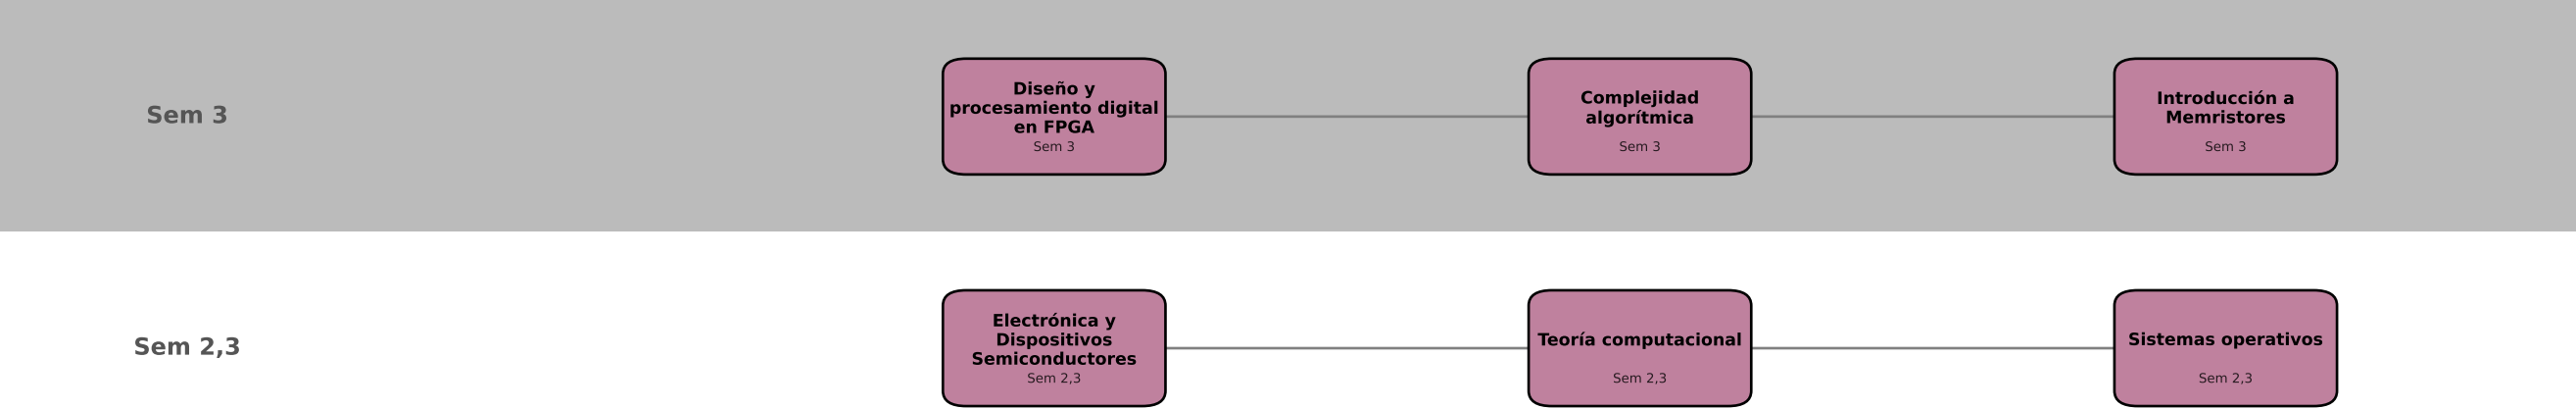 Sem 3
Diseño y
procesamiento digital
en FPGA
Sem 3
Complejidad
algorítmica
Sem 3
Introducción a
Memristores
Sem 3
Sem 2,3
Electrónica y
Dispositivos
Semiconductores
Sem 2,3
Teoría computacional
Sem 2,3
Sistemas operativos
Sem 2,3